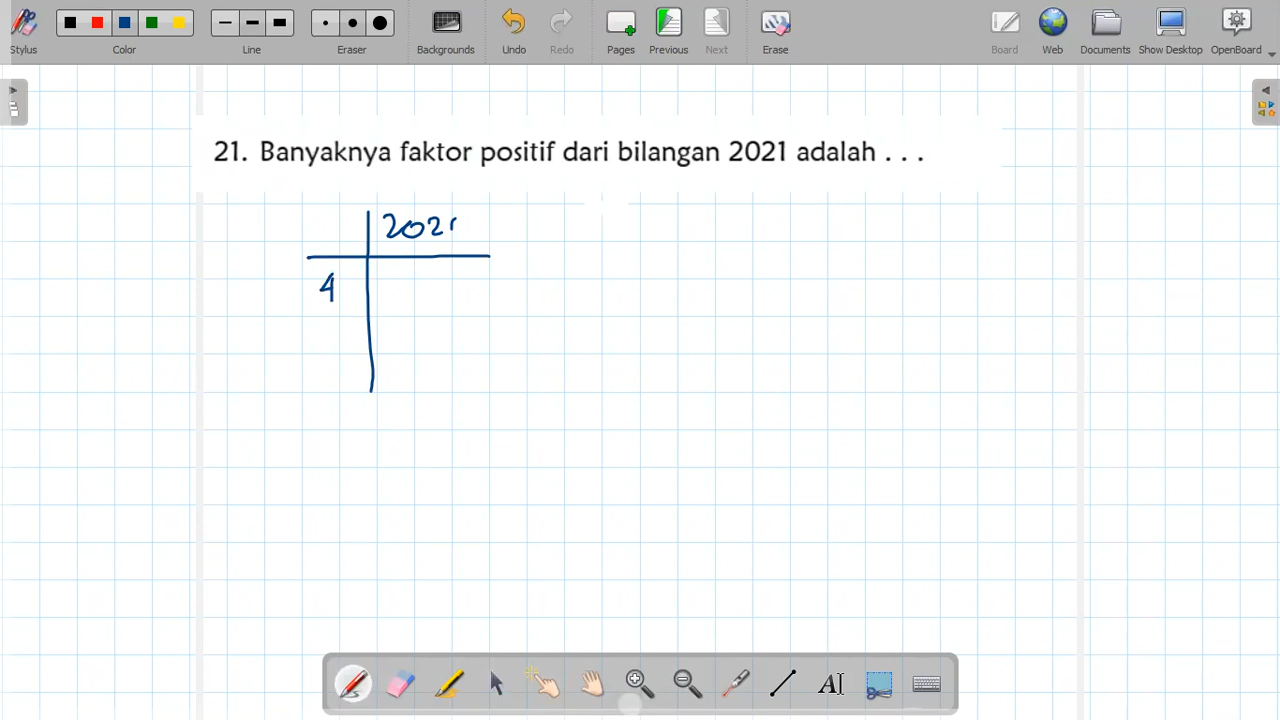 Stylus Color Line Eraser Backgrounds Undo Redo Pages Previous Next Erase Board Web Documents Show Desktop OpenBoard
21. Banyaknya faktor positif dari bilangan 2021 adalah . . .
2021
4